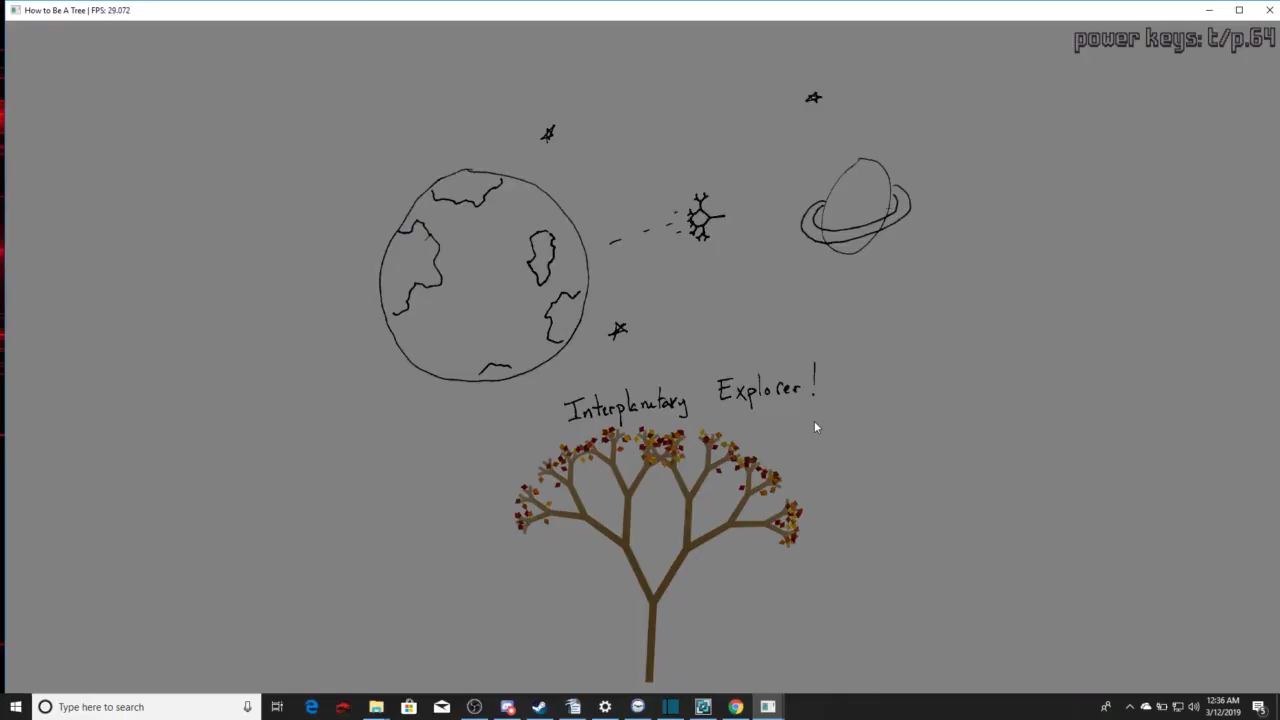 How to Be A Tree | FPS: 29.072
power keys: t/p.64
Interplanetary Explorer!
Type here to search
12:36 AM
3/12/2019
5